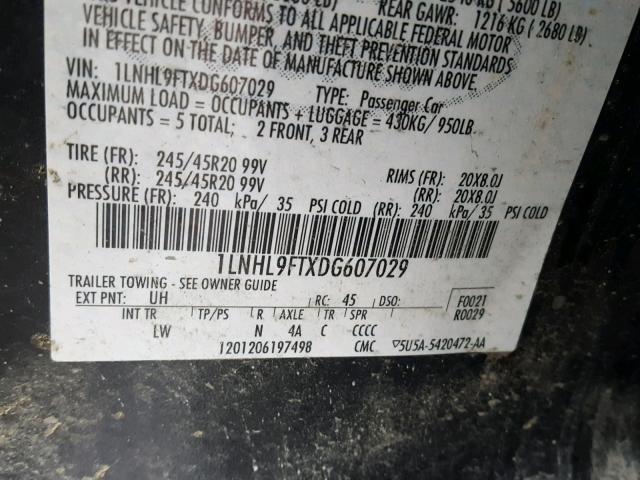 REAR GAWR: 1216 KG ( 2680 LB)
VEHICLE CONFORMS TO ALL APPLICABLE FEDERAL MOTOR
VEHICLE SAFETY, BUMPER, AND THEFT PREVENTION STANDARDS
IN EFFECT ON THE DATE OF MANUFACTURE SHOWN ABOVE.
VIN: 1LNHL9FTXDG607029 TYPE: Passenger Car
MAXIMUM LOAD = OCCUPANTS + LUGGAGE = 430KG/950LB
OCCUPANTS = 5 TOTAL; 2 FRONT, 3 REAR
TIRE (FR): 245/45R20 99V RIMS (FR): 20X8.0J
(RR): 245/45R20 99V (RR): 20X8.0J
PRESSURE (FR): 240 kPa/ 35 PSI COLD (RR): 240 kPa/ 35 PSI COLD
1LNHL9FTXDG607029
TRAILER TOWING - SEE OWNER GUIDE
EXT PNT: UH RC: 45 DSO: F0021
INT TR TP/PS R AXLE TR SPR R0029
LW N 4A C CCCC
120120619749B CMC ▽5U5A-5420472-AA